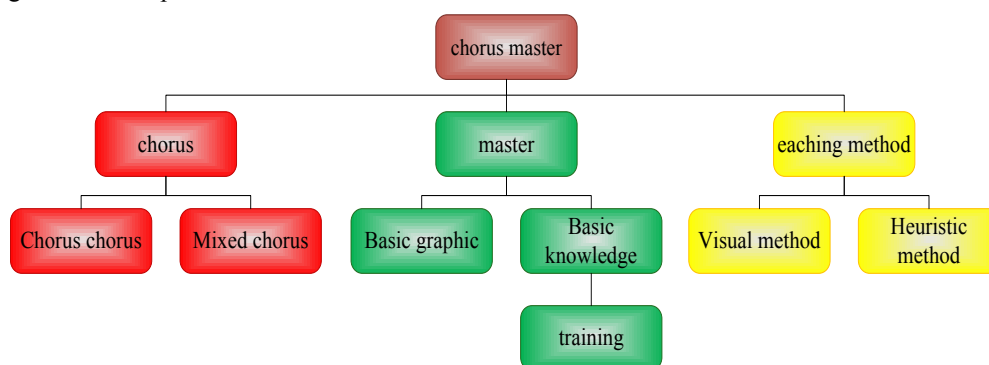 chorus master
chorus
master
eaching method
Chorus chorus
Mixed chorus
Basic graphic
Basic
knowledge
Visual method
Heuristic
method
training